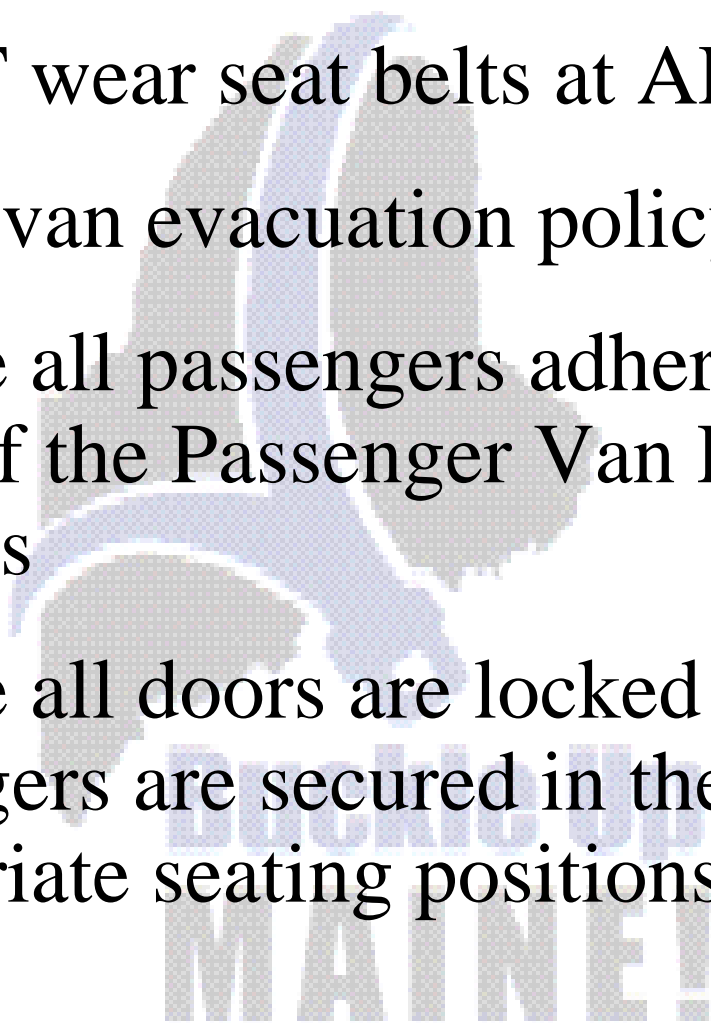 T wear seat belts at AL
van evacuation policy
e all passengers adher
f the Passenger Van
s
e all doors are locked
gers are secured in the
riate seating positions
Buckle Up
MAINE!